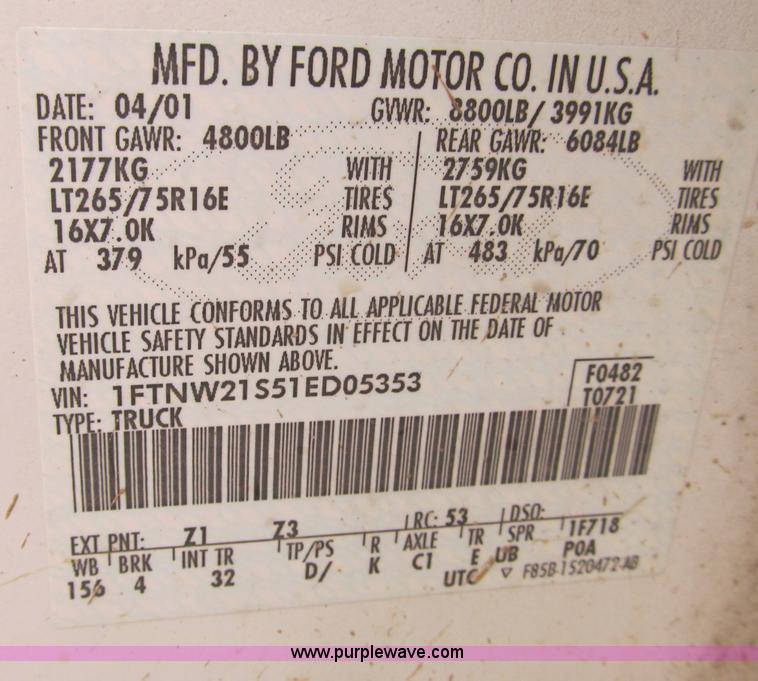 MFD. BY FORD MOTOR CO. IN U.S.A.
DATE: 04/01 GVWR: 8800LB/ 3991KG
FRONT GAWR: 4800LB REAR GAWR: 6084LB
2177KG WITH 2759KG WITH
LT265/75R16E TIRES LT265/75R16E TIRES
16X7.0K RIMS 16X7.0K RIMS
AT 379 kPa/55 PSI COLD AT 483 kPa/70 PSI COLD
THIS VEHICLE CONFORMS TO ALL APPLICABLE FEDERAL MOTOR
VEHICLE SAFETY STANDARDS IN EFFECT ON THE DATE OF
MANUFACTURE SHOWN ABOVE.
VIN: 1FTNW21S51ED05353 F0482
TYPE: TRUCK T0721
EXT PNT: Z1 Z3 RC: 53 DSO:
WB BRK INT TR TP/PS R AXLE TR SPR 1F718
156 4 32 D/ K C1 E UB P0A
UTC ▽ F85B-1520472-AB
www.purplewave.com